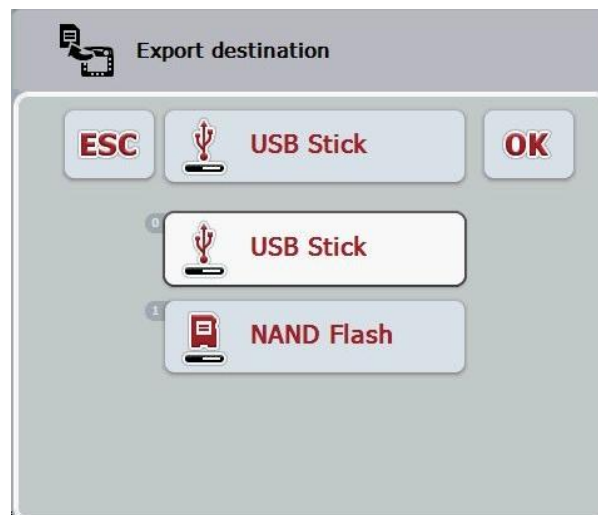 Export destination
ESC USB Stick OK
0
USB Stick
1
NAND Flash